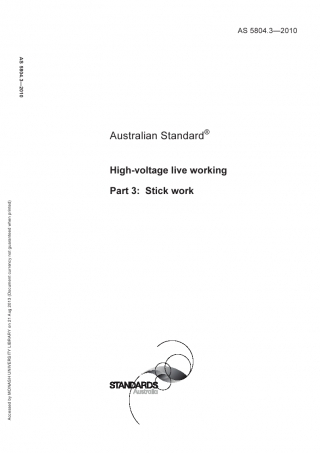 AS 5804.3—2010
AS 5804.3—2010
Australian Standard®
High-voltage live working
Part 3: Stick work
Accessed by MONASH UNIVERSITY LIBRARY on 21 Aug 2010 (Document currency not guaranteed when printed)
STANDARDS
Australia